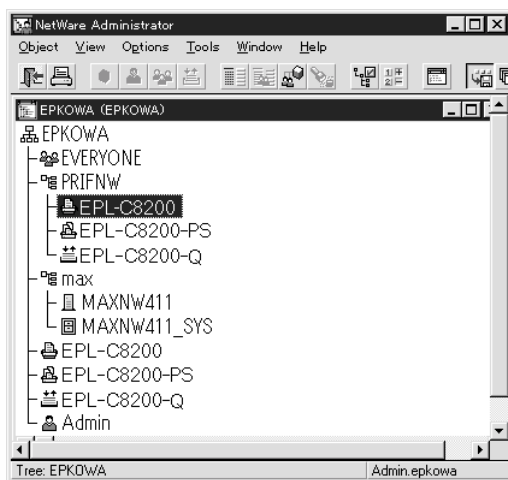 NetWare Administrator
Object View Options Tools Window Help
EPKOWA (EPKOWA)
EPKOWA
EVERYONE
PRIFNW
EPL-C8200
EPL-C8200-PS
EPL-C8200-Q
max
MAXNW411
MAXNW411_SYS
EPL-C8200
EPL-C8200-PS
EPL-C8200-Q
Admin
Tree: EPKOWA Admin.epkowa